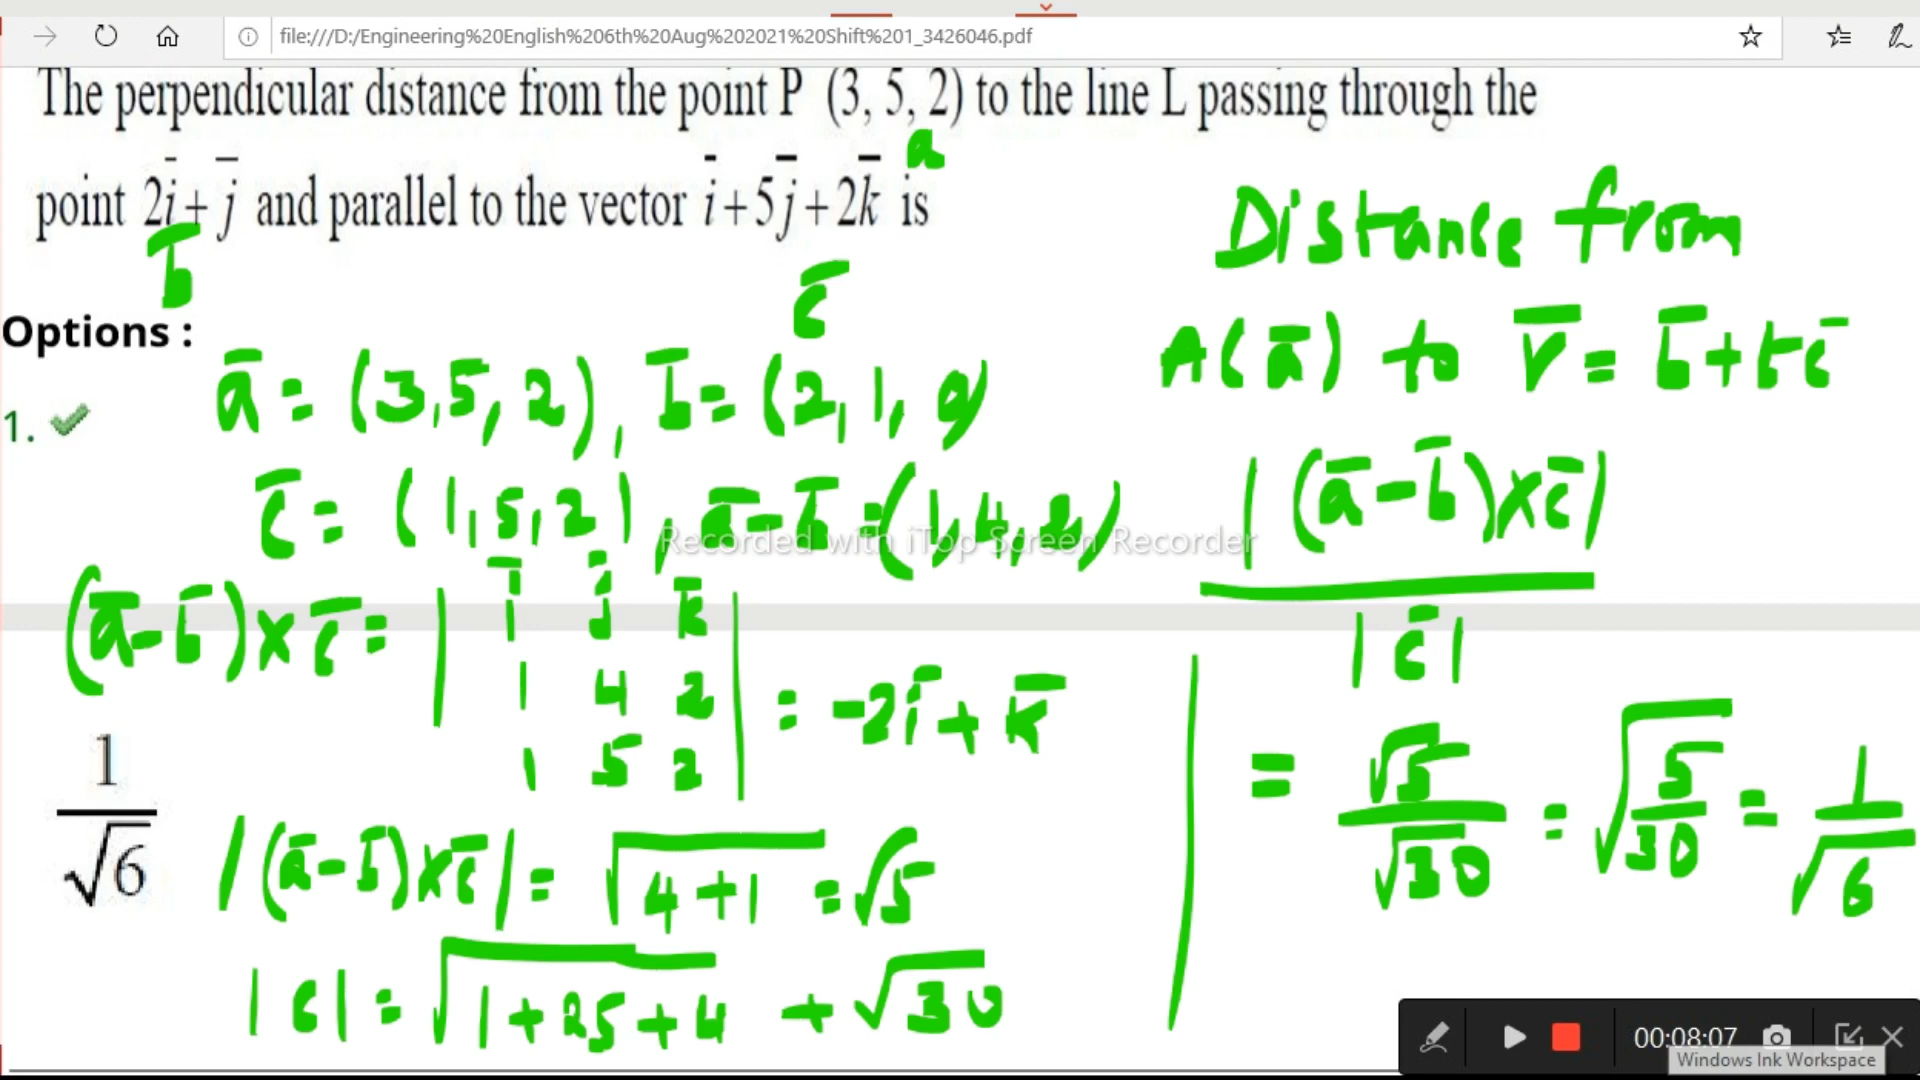 file:///D:/Engineering%20English%206th%20Aug%202021%20Shift%201_3426046.pdf
The perpendicular distance from the point P (3, 5, 2) to the line L passing through the
a
point 2i̅+ j̅ and parallel to the vector i̅+5j̅+2k̅ is
b̅
c̅
Distance from
A(a̅) to r̅ = b̅+tc̅
|(a̅-b̅)×c̅|
|c̅|
Options :
1.
a̅ = (3,5,2), b̅ = (2,1,0)
c̅ = (1,5,2), a̅-b̅ = (1,4,2)
Recorded with iTop Screen Recorder
(a̅-b̅)×c̅ = | i̅ j̅ k̅
1 4 2
1 5 2 | = -2i̅ + k̅
1
√6
|(a̅-b̅)×c̅| = √4+1 = √5
|c| = √1+25+4 + √30
= √5/√30 = √5/30 = 1/√6
00:08:07
Windows Ink Workspace